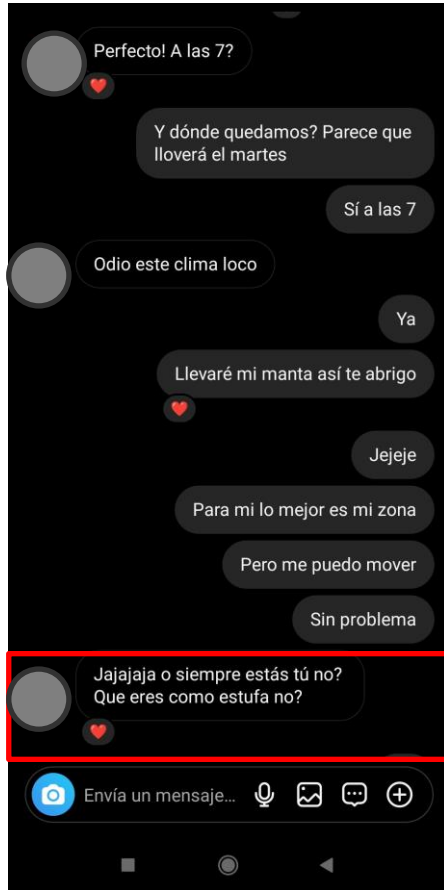 Perfecto! A las 7?
Y dónde quedamos? Parece que
lloverá el martes
Sí a las 7
Odio este clima loco
Ya
Llevaré mi manta así te abrigo
Jejeje
Para mi lo mejor es mi zona
Pero me puedo mover
Sin problema
Jajajaja o siempre estás tú no?
Que eres como estufa no?
Envía un mensaje...